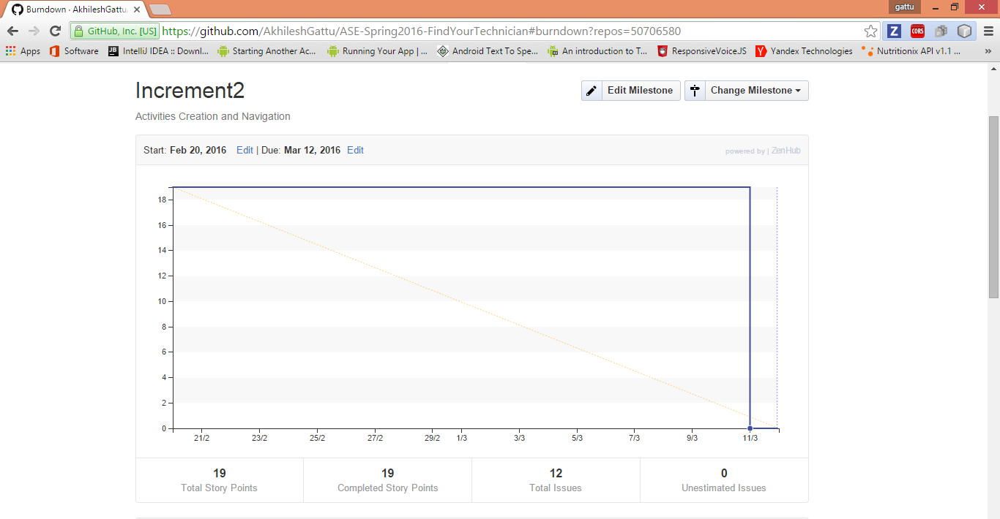 Burndown · AkhileshGattu
gattu
GitHub, Inc. [US] https://github.com/AkhileshGattu/ASE-Spring2016-FindYourTechnician#burndown?repos=50706580
Z CORS
Apps Software JB IntelliJ IDEA :: Downl... Starting Another Ac... Running Your App | ... Android Text To Spe... An introduction to T... ResponsiveVoiceJS Yandex Technologies Nutritionix API v1.1 ... »
Increment2
Edit Milestone Change Milestone
Activities Creation and Navigation
Start: Feb 20, 2016 Edit | Due: Mar 12, 2016 Edit
powered by | ZenHub
18
16
14
12
10
8
6
4
2
0
21/2 23/2 25/2 27/2 29/2 1/3 3/3 5/3 7/3 9/3 11/3
19 19 12 0
Total Story Points Completed Story Points Total Issues Unestimated Issues